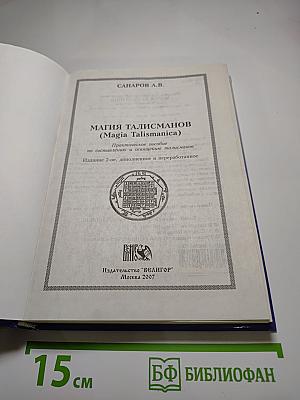 САНАРОВ А.В.
МАГИЯ ТАЛИСМАНОВ
(Magia Talismanica)
Практическое пособие
по составлению и освящению талисманов
Издание 2-ое, дополненное и переработанное
Издательство "ВЕЛИГОР"
Москва 2007
15 см
БФ БИБЛИОФАН